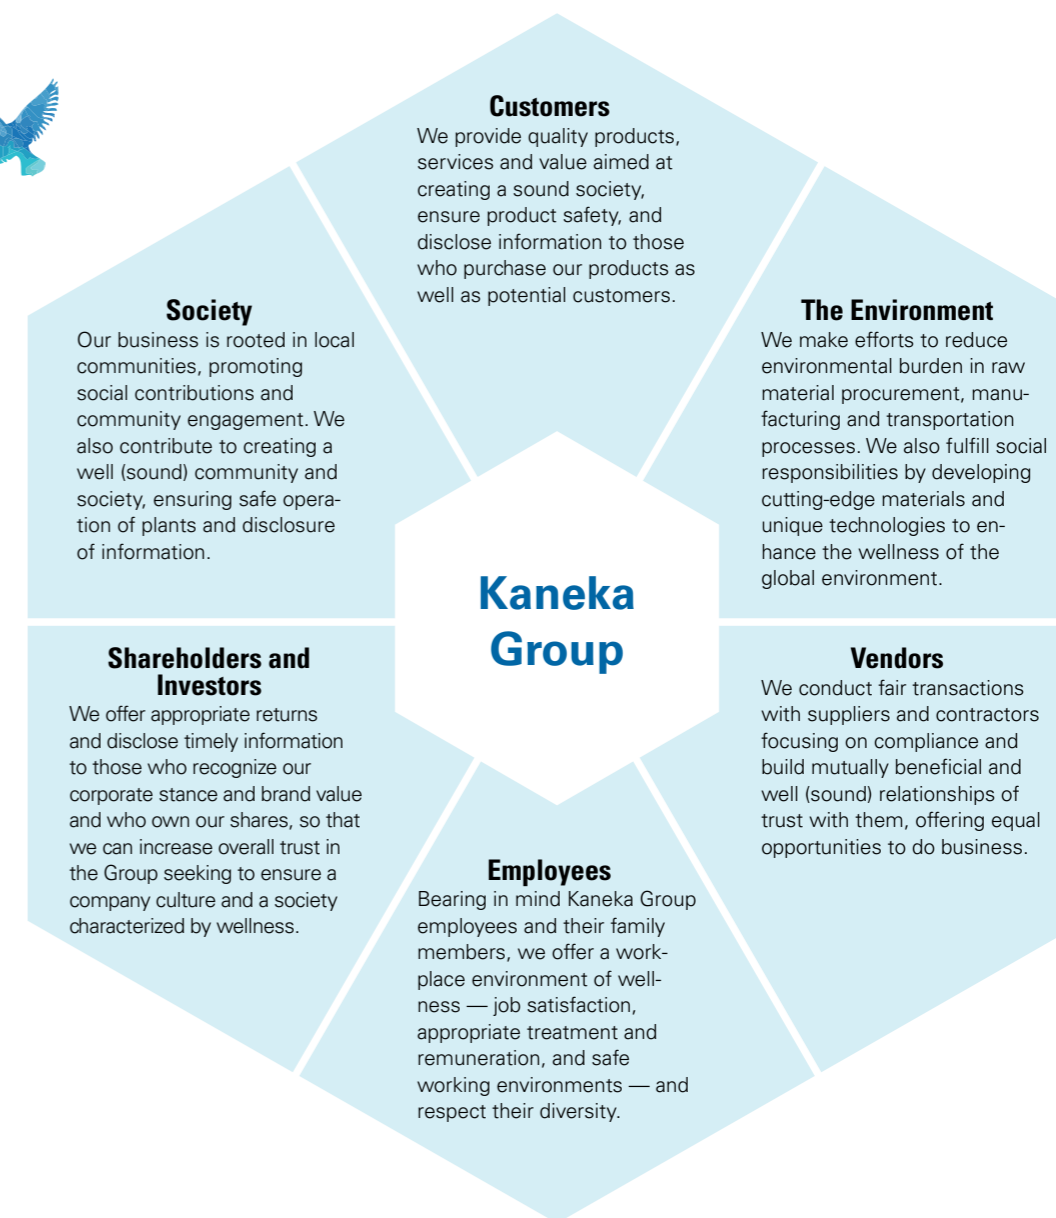 Customers
We provide quality products,
services and value aimed at
creating a sound society,
ensure product safety, and
disclose information to those
who purchase our products as
well as potential customers.
Society
Our business is rooted in local
communities, promoting
social contributions and
community engagement. We
also contribute to creating a
well (sound) community and
society, ensuring safe opera-
tion of plants and disclosure
of information.
The Environment
We make efforts to reduce
environmental burden in raw
material procurement, manu-
facturing and transportation
processes. We also fulfill social
responsibilities by developing
cutting-edge materials and
unique technologies to en-
hance the wellness of the
global environment.
Kaneka
Group
Shareholders and
Investors
We offer appropriate returns
and disclose timely information
to those who recognize our
corporate stance and brand value
and who own our shares, so that
we can increase overall trust in
the Group seeking to ensure a
company culture and a society
characterized by wellness.
Vendors
We conduct fair transactions
with suppliers and contractors
focusing on compliance and
build mutually beneficial and
well (sound) relationships of
trust with them, offering equal
opportunities to do business.
Employees
Bearing in mind Kaneka Group
employees and their family
members, we offer a work-
place environment of well-
ness — job satisfaction,
appropriate treatment and
remuneration, and safe
working environments — and
respect their diversity.